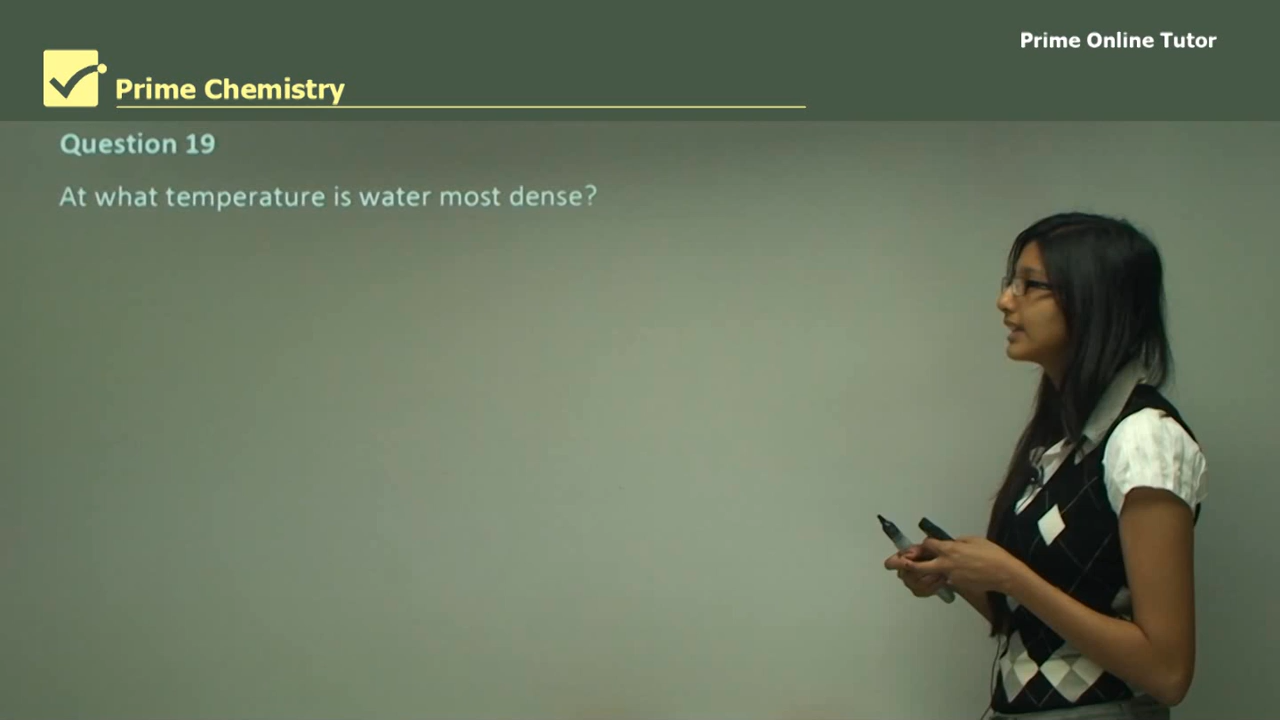 Prime Online Tutor
Prime Chemistry
Question 19
At what temperature is water most dense?